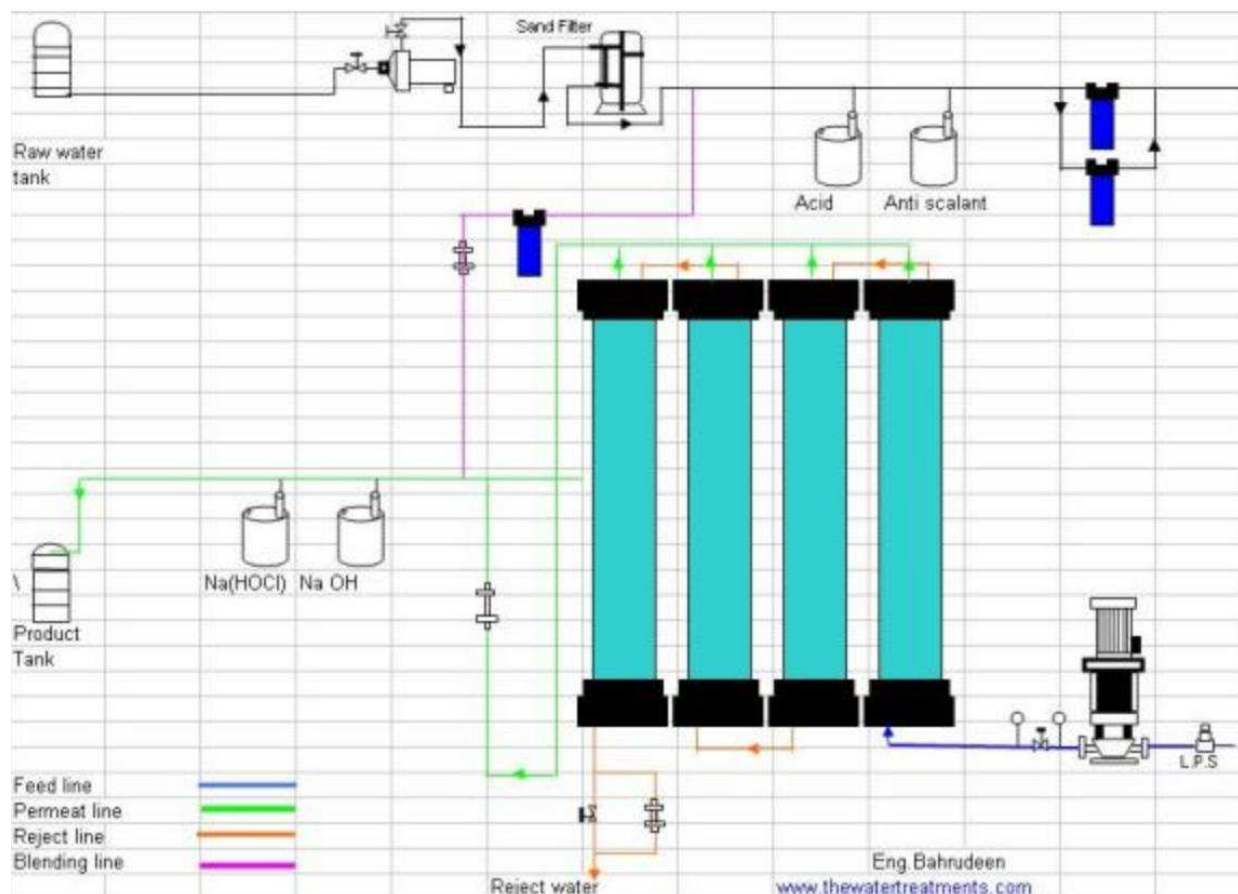 Sand Filter
Raw water
tank
Acid
Anti scalant
Na(HOCl)
Na OH
\
Product
Tank
L.P.S
Feed line
Permeat line
Reject line
Blending line
Eng.Bahrudeen
Reject water
www.thewatertreatments.com